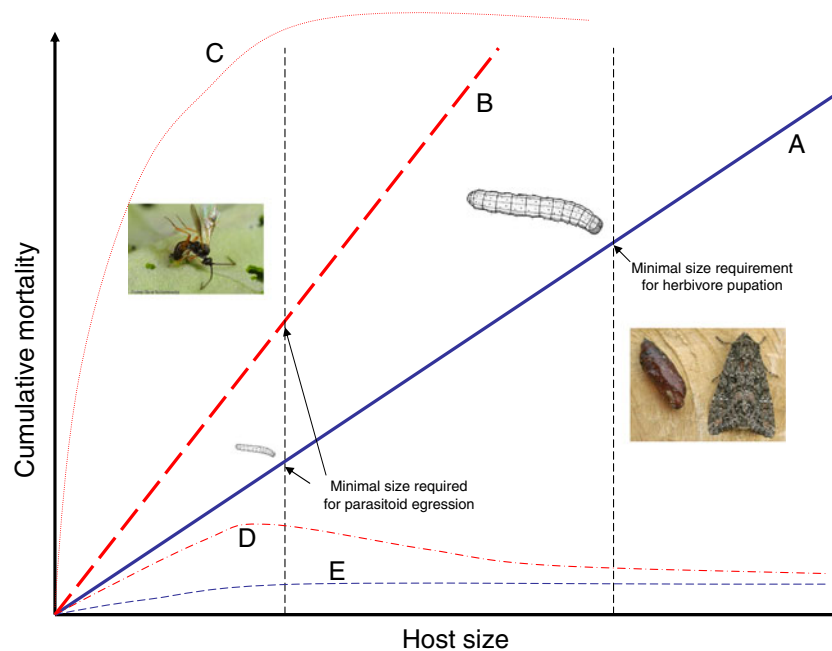 C
B
A
Minimal size requirement
for herbivore pupation
Minimal size required
for parasitoid egression
D
E
Cumulative mortality
Host size